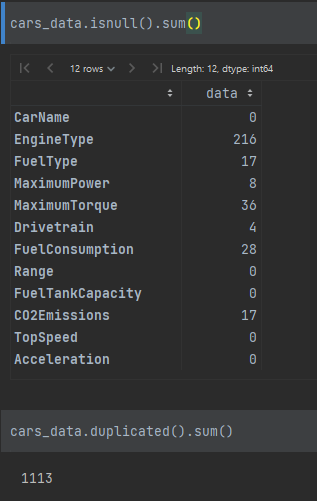 cars_data.isnull().sum()
12 rows Length: 12, dtype: int64
data
CarName 0
EngineType 216
FuelType 17
MaximumPower 8
MaximumTorque 36
Drivetrain 4
FuelConsumption 28
Range 0
FuelTankCapacity 0
CO2Emissions 17
TopSpeed 0
Acceleration 0
cars_data.duplicated().sum()
1113